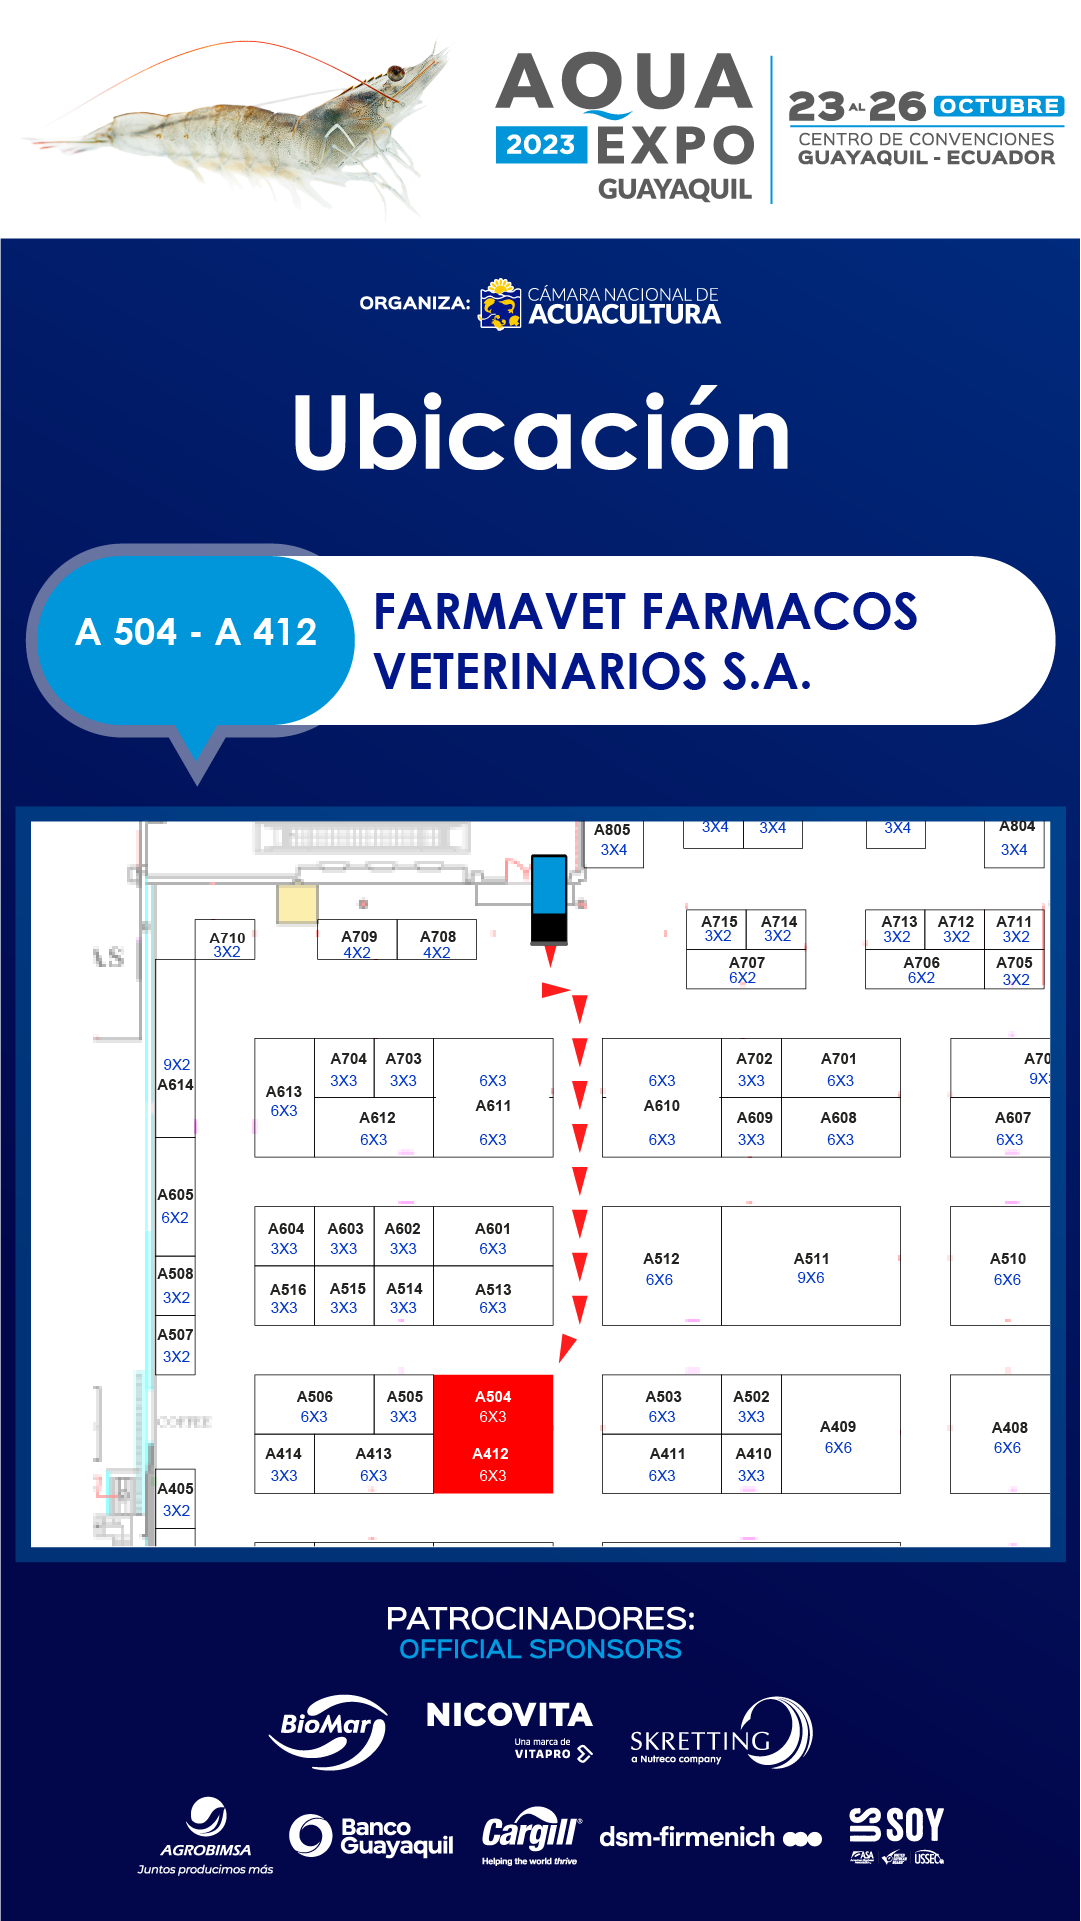 AQUA
2023 EXPO
GUAYAQUIL
23 AL 26 OCTUBRE
CENTRO DE CONVENCIONES
GUAYAQUIL - ECUADOR
ORGANIZA:
CÁMARA NACIONAL DE
ACUACULTURA
Ubicación
A 504 - A 412
FARMAVET FARMACOS
VETERINARIOS S.A.
A805
3X4
3X4
3X4
3X4
A804
3X4
A710
3X2
A709
4X2
A708
4X2
A715
3X2
A714
3X2
A713
3X2
A712
3X2
A711
3X2
A707
6X2
A706
6X2
A705
3X2
9X2
A614
A613
6X3
A704
3X3
A703
3X3
A612
6X3
6X3
A611
6X3
6X3
A610
6X3
A702
3X3
A701
6X3
A609
3X3
A608
6X3
A607
6X3
A605
6X2
A604
3X3
A603
3X3
A602
3X3
A601
6X3
A516
3X3
A515
3X3
A514
3X3
A513
6X3
A512
6X6
A511
9X6
A510
6X6
A508
3X2
A507
3X2
COFFEE
A506
6X3
A505
3X3
A504
6X3
A414
3X3
A413
6X3
A412
6X3
A503
6X3
A502
3X3
A411
6X3
A410
3X3
A409
6X6
A408
6X6
A405
3X2
PATROCINADORES:
OFFICIAL SPONSORS
BioMar
NICOVITA
Una marca de
VITAPRO
SKRETTING
a Nutreco company
AGROBIMSA
Juntos producimos más
Banco
Guayaquil
Cargill®
Helping the world thrive
dsm-firmenich
US SOY
USSEC